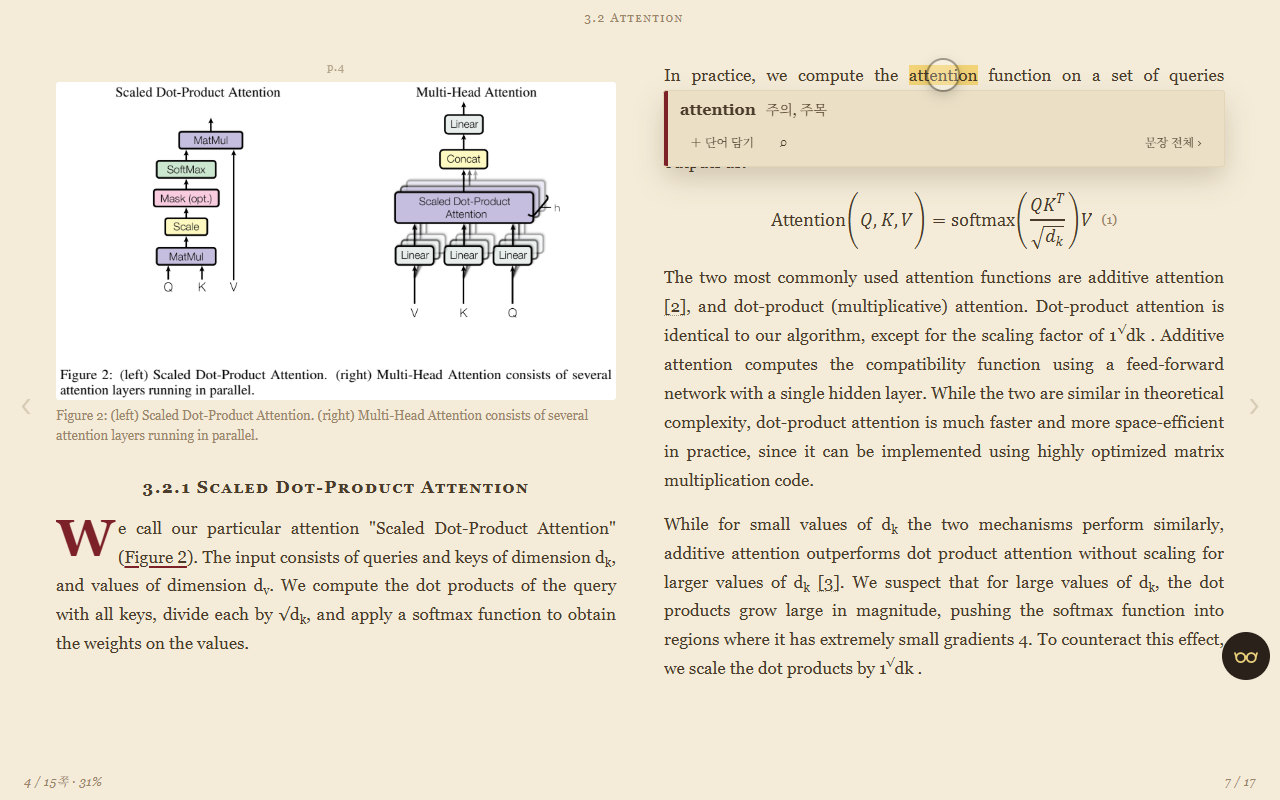 3.2 Attention
p.4
Scaled Dot-Product Attention
Multi-Head Attention
MatMul
SoftMax
Mask (opt.)
Scale
MatMul
Q K V
Linear
Concat
Scaled Dot-Product
Attention
h
Linear Linear Linear
V K Q
Figure 2: (left) Scaled Dot-Product Attention. (right) Multi-Head Attention consists of several
attention layers running in parallel.
Figure 2: (left) Scaled Dot-Product Attention. (right) Multi-Head Attention consists of several
attention layers running in parallel.
3.2.1 Scaled Dot-Product Attention
We call our particular attention "Scaled Dot-Product Attention"
(Figure 2). The input consists of queries and keys of dimension dk,
and values of dimension dv. We compute the dot products of the query
with all keys, divide each by √dk, and apply a softmax function to obtain
the weights on the values.
In practice, we compute the attention function on a set of queries
attention 주의, 주목
+ 단어 담기 ⌕ 문장 전체 ›
Attention(Q, K, V) = softmax(QK^T / √dk)V (1)
The two most commonly used attention functions are additive attention
[2], and dot-product (multiplicative) attention. Dot-product attention is
identical to our algorithm, except for the scaling factor of 1√dk . Additive
attention computes the compatibility function using a feed-forward
network with a single hidden layer. While the two are similar in theoretical
complexity, dot-product attention is much faster and more space-efficient
in practice, since it can be implemented using highly optimized matrix
multiplication code.
While for small values of dk the two mechanisms perform similarly,
additive attention outperforms dot product attention without scaling for
larger values of dk [3]. We suspect that for large values of dk, the dot
products grow large in magnitude, pushing the softmax function into
regions where it has extremely small gradients 4. To counteract this effect,
we scale the dot products by 1√dk .
4 / 15쪽 · 31%
7 / 17